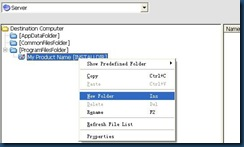 Server
Destination Computer
[AppDataFolder]
[CommonFilesFolder]
[ProgramFilesFolder]
My Product Name [INSTALLDIR]
Name
Show Predefined Folder
Copy Ctrl+C
Paste Ctrl+V
New Folder Ins
Delete Del
Rename F2
Refresh File List
Properties